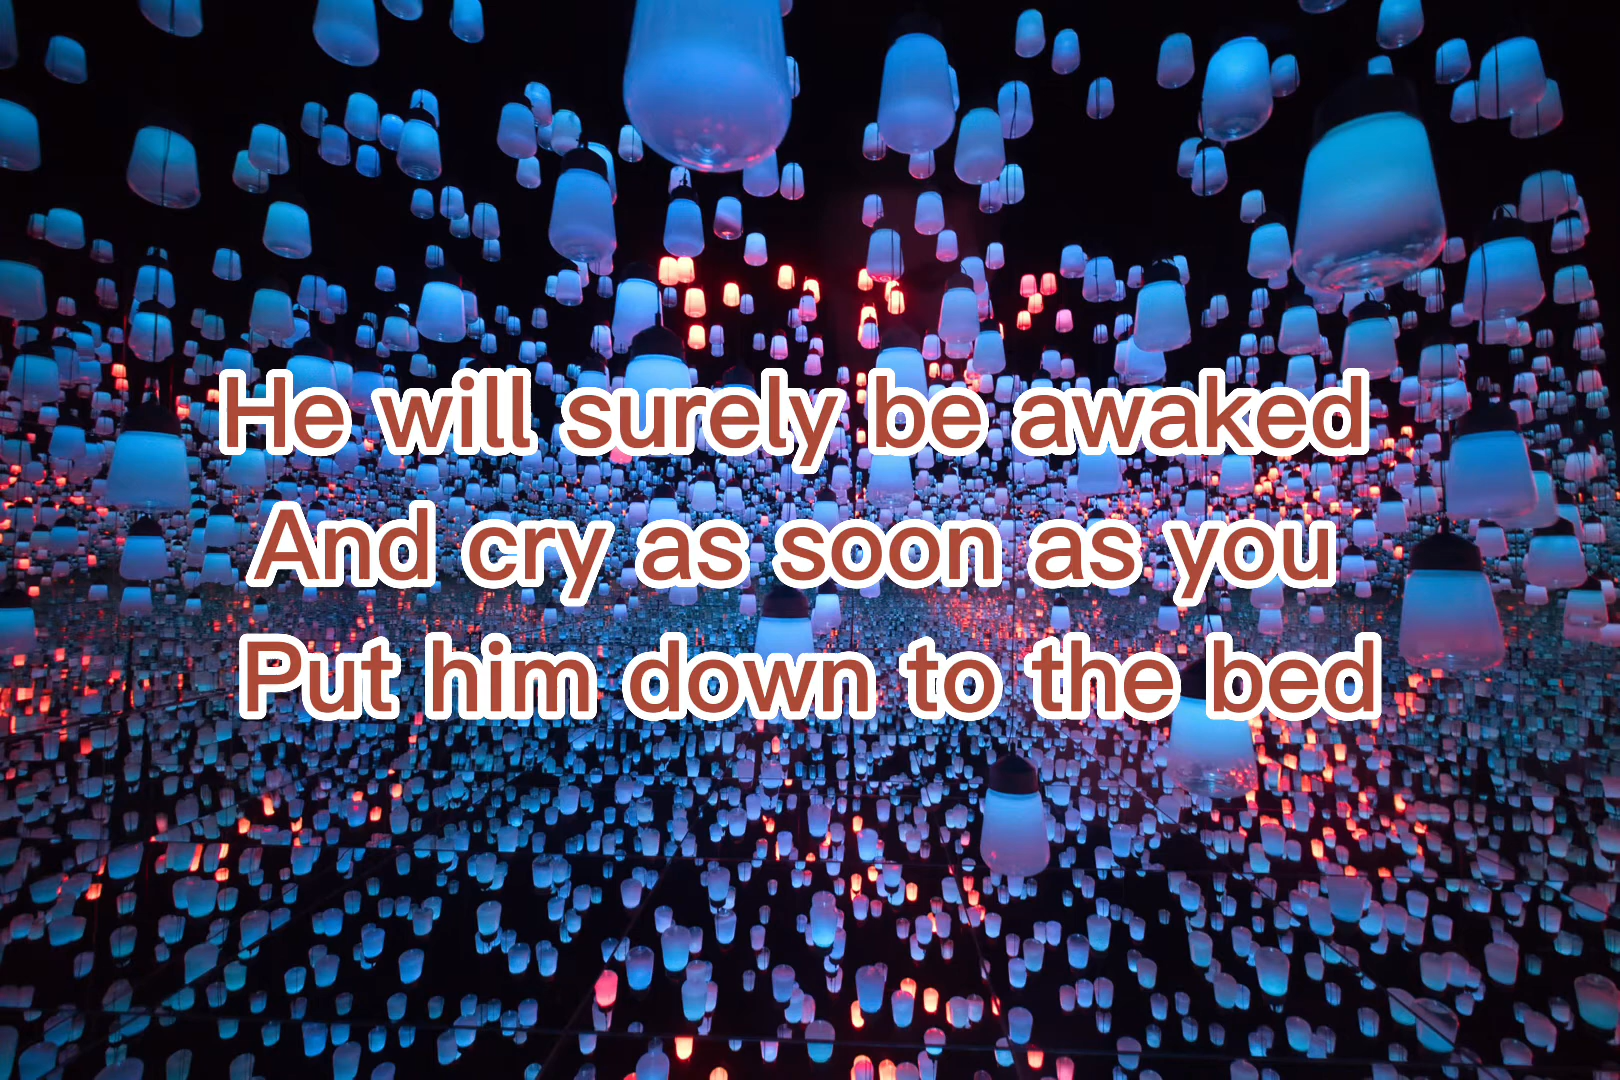 He will surely be awaked
And cry as soon as you
Put him down to the bed